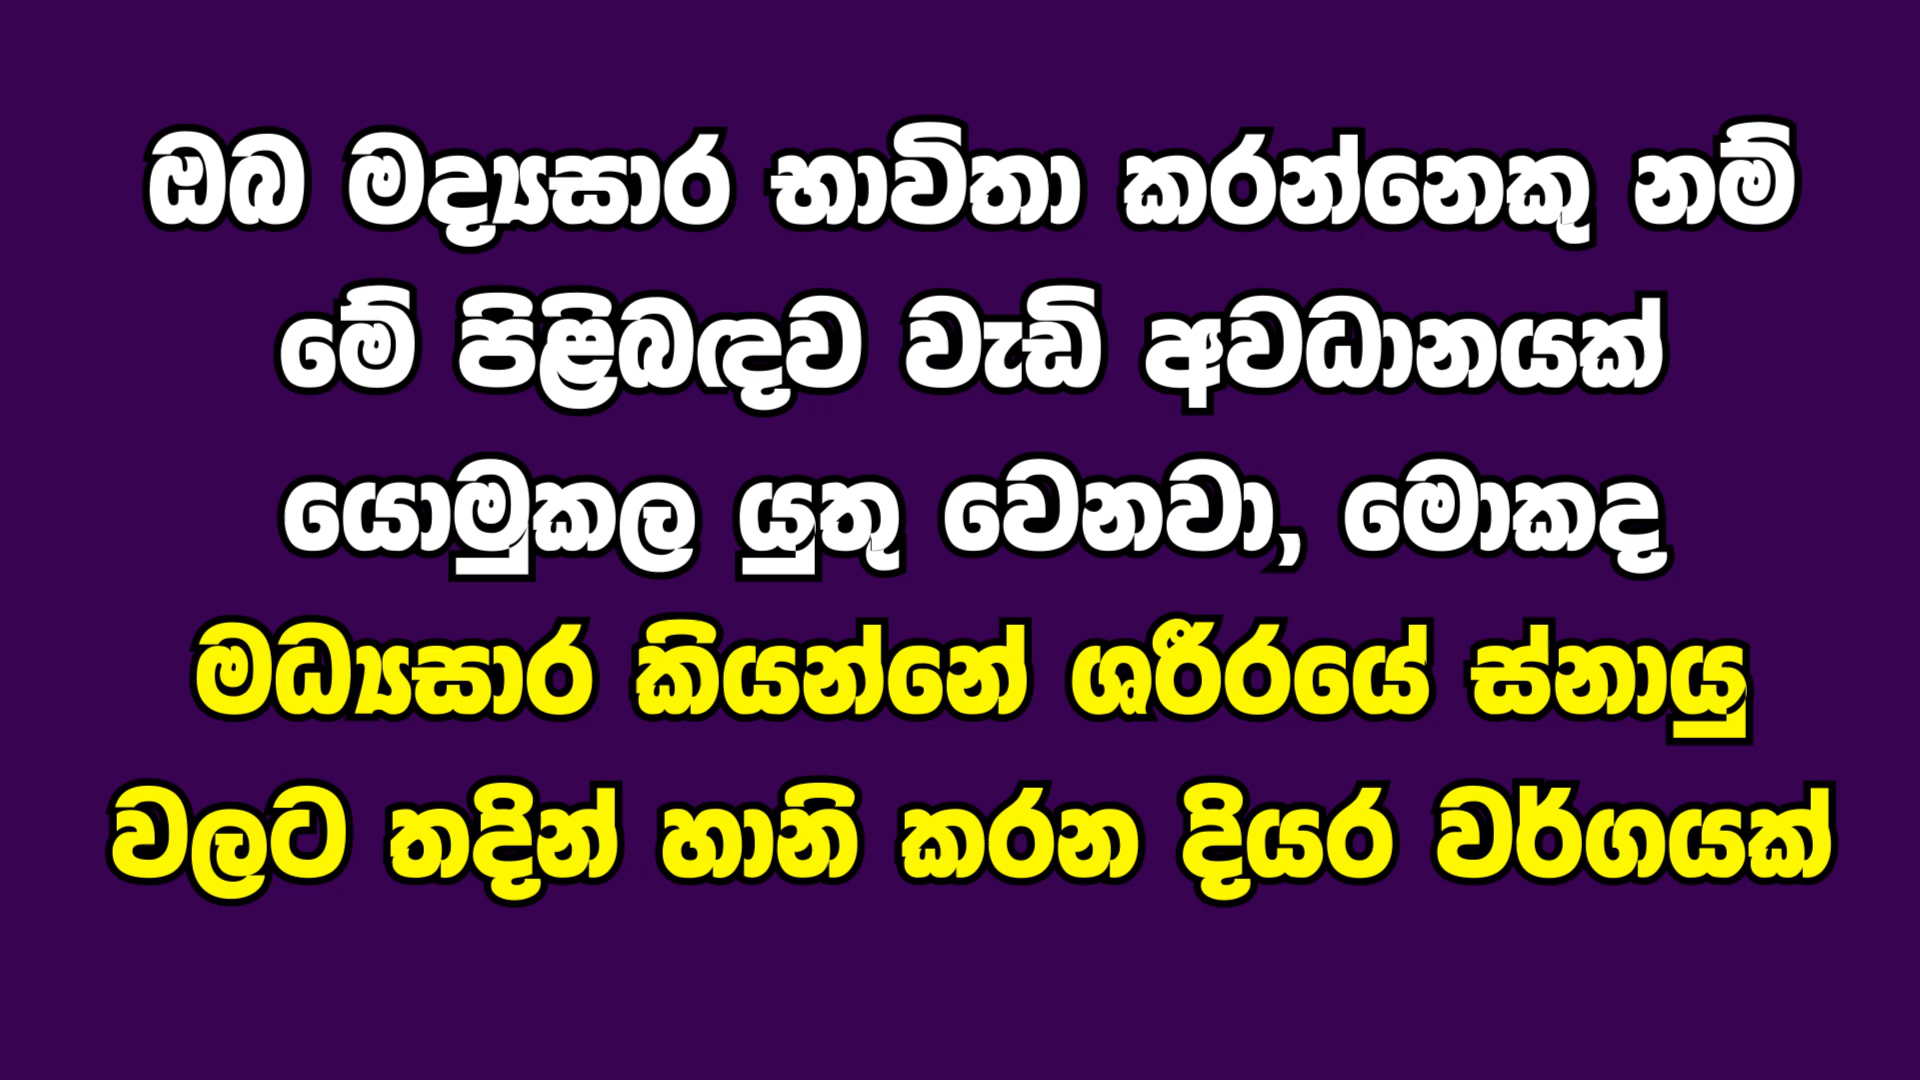 ඔබ මද්‍යසාර භාවිතා කරන්නෙකු නම්
මේ පිළිබඳව වැඩි අවධානයක්
යොමුකල යුතු වෙනවා, මොකද
මධ්‍යසාර කියන්නේ ශරීරයේ ස්නායු
වලට තදින් හානි කරන දියර වර්ගයක්